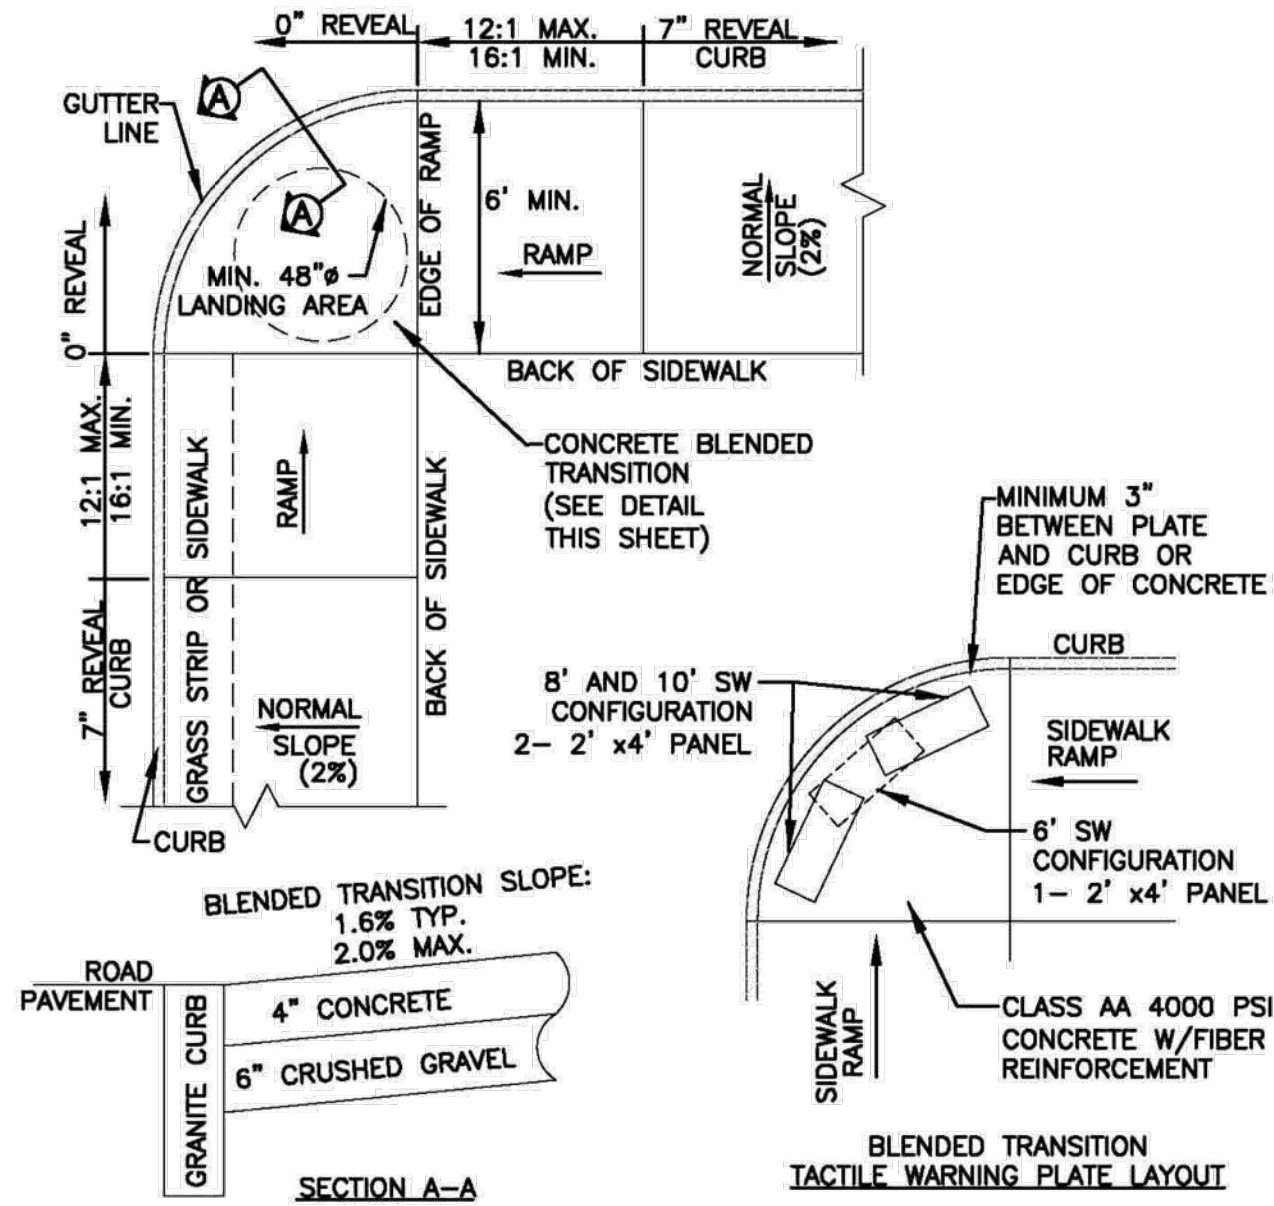 0" REVEAL
12:1 MAX.
16:1 MIN.
7" REVEAL
CURB
GUTTER
LINE
A
A
EDGE OF RAMP
6' MIN.
RAMP
NORMAL
SLOPE
(2%)
0" REVEAL
MIN. 48"ø
LANDING AREA
BACK OF SIDEWALK
12:1 MAX.
16:1 MIN.
GRASS STRIP OR SIDEWALK
RAMP
BACK OF SIDEWALK
CONCRETE BLENDED
TRANSITION
(SEE DETAIL
THIS SHEET)
7" REVEAL
CURB
NORMAL
SLOPE
(2%)
CURB
MINIMUM 3"
BETWEEN PLATE
AND CURB OR
EDGE OF CONCRETE
CURB
8' AND 10' SW
CONFIGURATION
2- 2' x4' PANEL
SIDEWALK
RAMP
6' SW
CONFIGURATION
1- 2' x4' PANEL
SIDEWALK
RAMP
CLASS AA 4000 PSI
CONCRETE W/FIBER
REINFORCEMENT
BLENDED TRANSITION
TACTILE WARNING PLATE LAYOUT
BLENDED TRANSITION SLOPE:
1.6% TYP.
2.0% MAX.
ROAD
PAVEMENT
GRANITE CURB
4" CONCRETE
6" CRUSHED GRAVEL
SECTION A-A